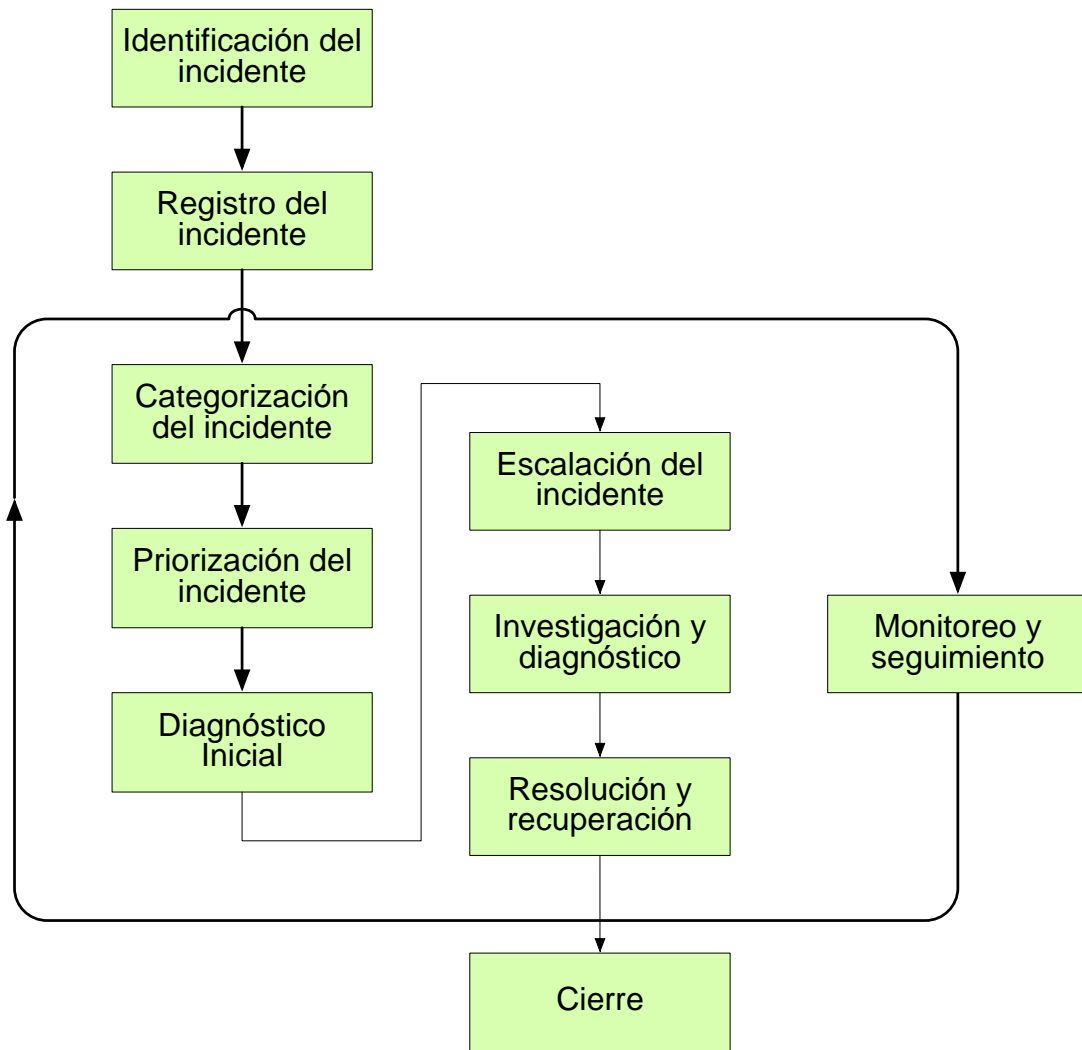 Identificación del
incidente
Registro del
incidente
Categorización
del incidente
Priorización del
incidente
Diagnóstico
Inicial
Escalación del
incidente
Investigación y
diagnóstico
Resolución y
recuperación
Cierre
Monitoreo y
seguimiento